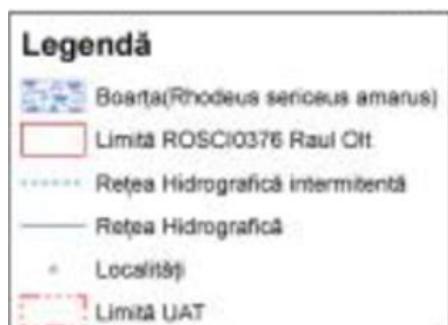 Legendă
Boarța(Rhodeus sericeus amarus)
Limită ROSCI0376 Raul Olt
Rețea Hidrografică intermitentă
Rețea Hidrografică
Localități
Limită UAT